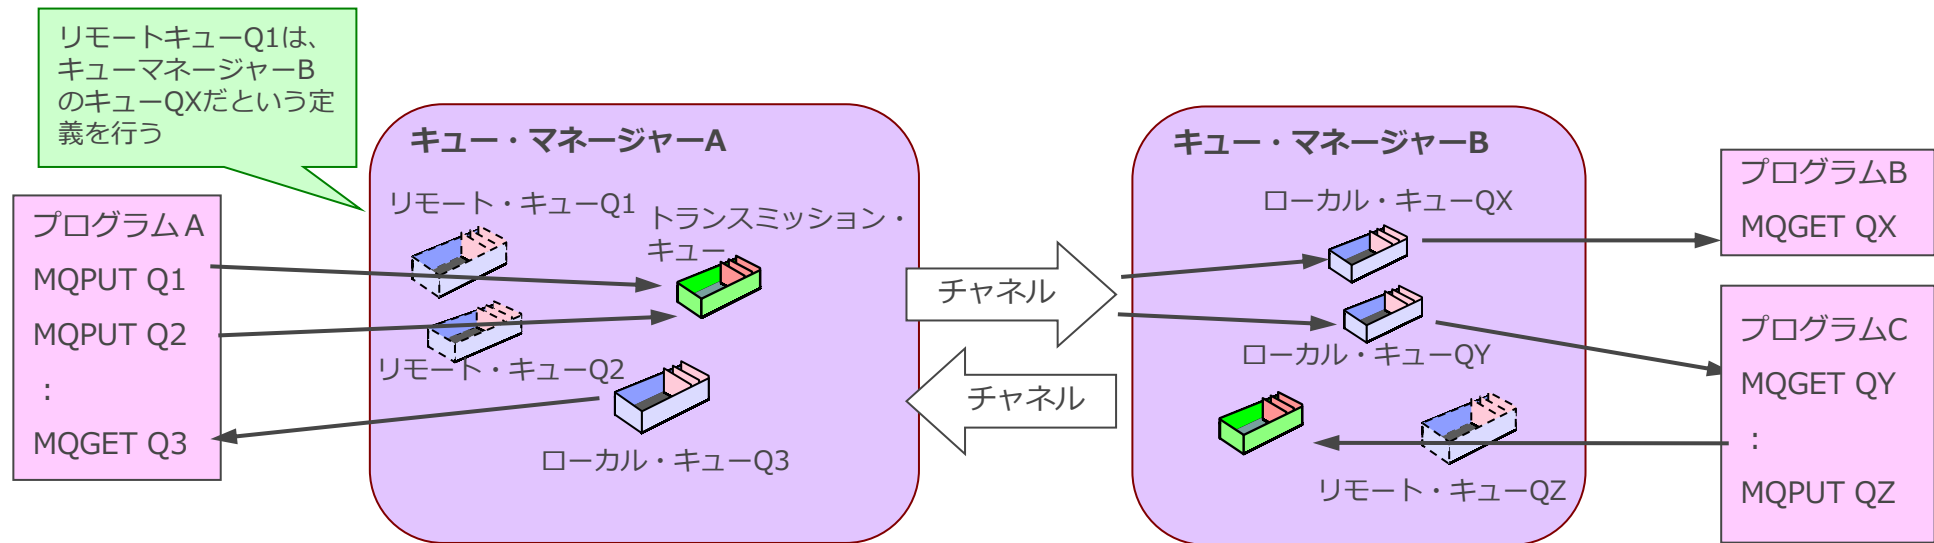 リモートキューQ1は、
キューマネージャーB
のキューQXだという定
義を行う
キュー・マネージャーA
キュー・マネージャーB
プログラムA
MQPUT Q1
MQPUT Q2
:
MQGET Q3
リモート・キューQ1
トランスミッション・
キュー
リモート・キューQ2
ローカル・キューQ3
チャネル
チャネル
ローカル・キューQX
ローカル・キューQY
リモート・キューQZ
プログラムB
MQGET QX
プログラムC
MQGET QY
:
MQPUT QZ